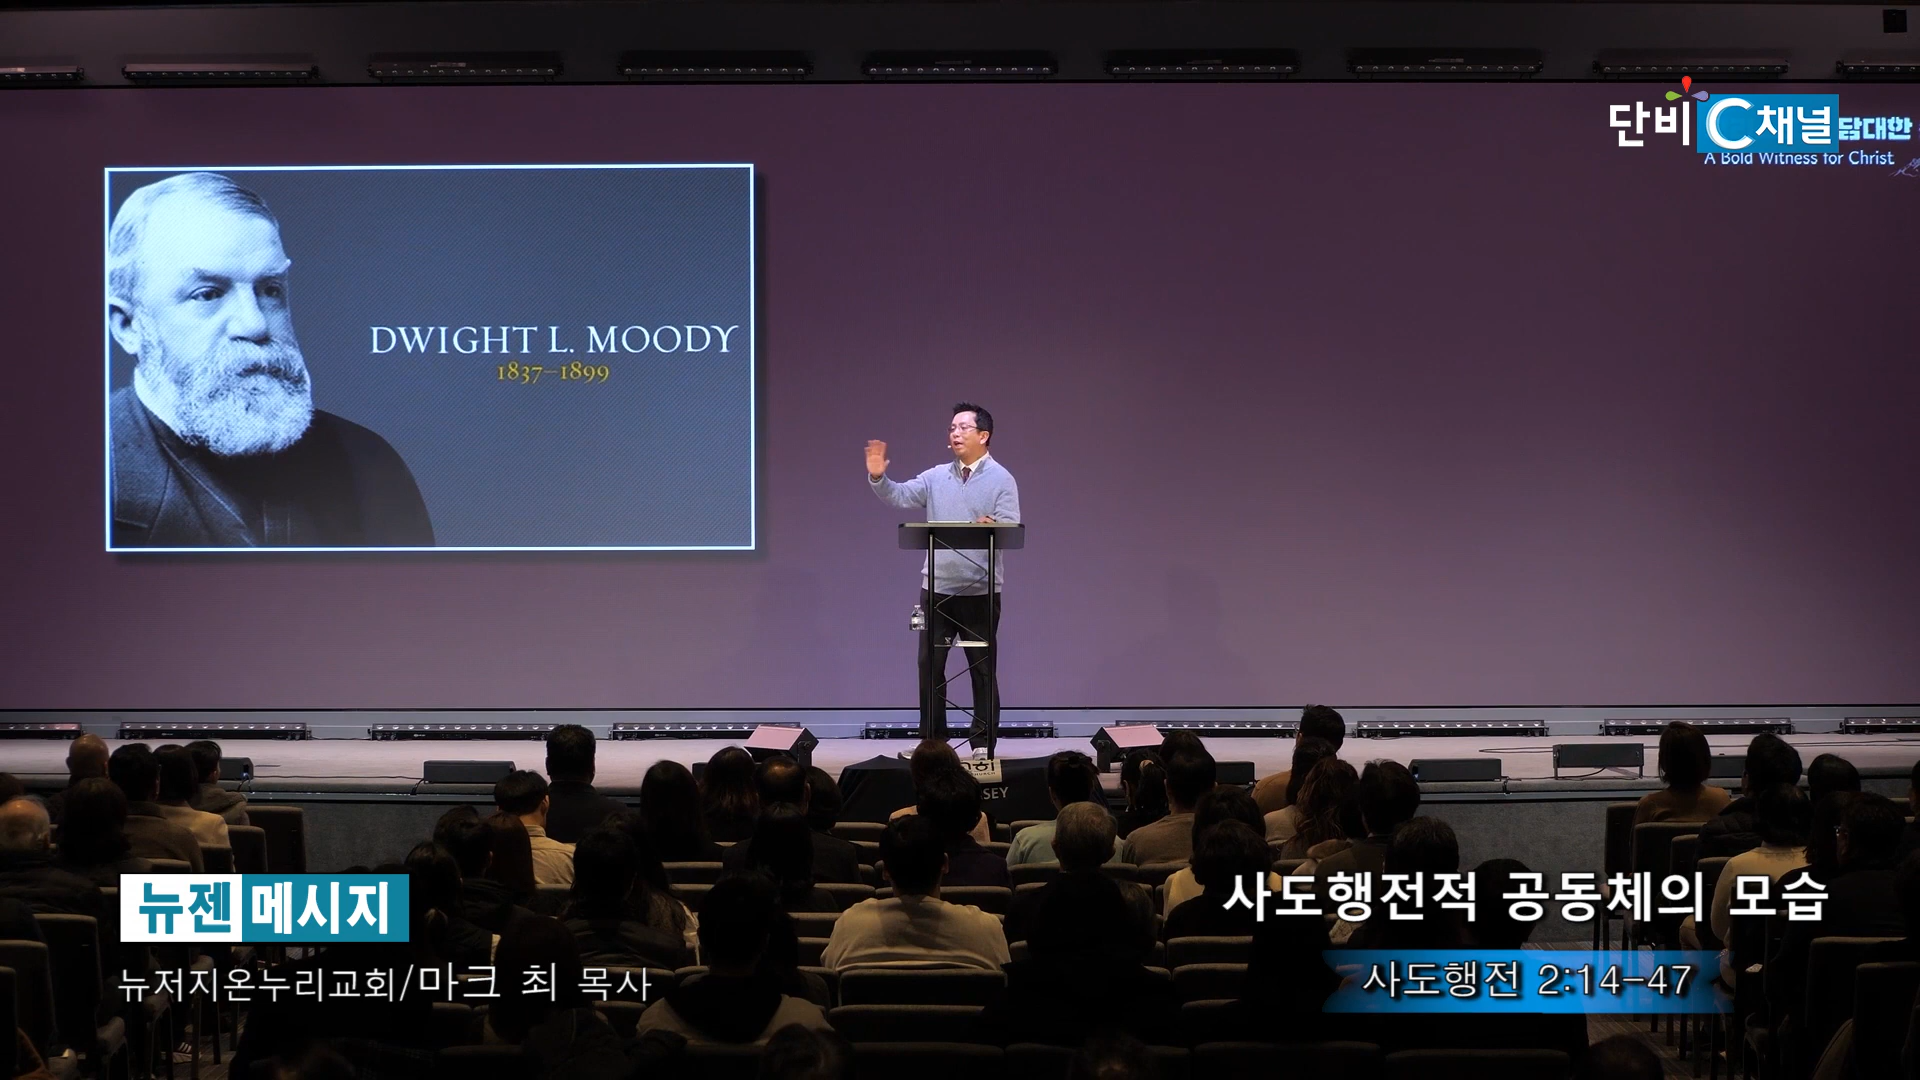 단비 C채널
담대한
A Bold Witness for Christ
DWIGHT L. MOODY
1837–1899
SEY
뉴젠 메시지
뉴저지온누리교회/마크 최 목사
사도행전적 공동체의 모습
사도행전 2:14-47